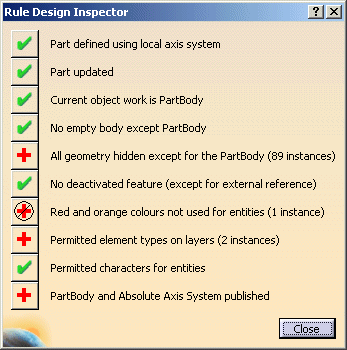 Rule Design Inspector
Part defined using local axis system
Part updated
Current object work is PartBody
No empty body except PartBody
All geometry hidden except for the PartBody (89 instances)
No deactivated feature (except for external reference)
Red and orange colours not used for entities (1 instance)
Permitted element types on layers (2 instances)
Permitted characters for entities
PartBody and Absolute Axis System published
Close